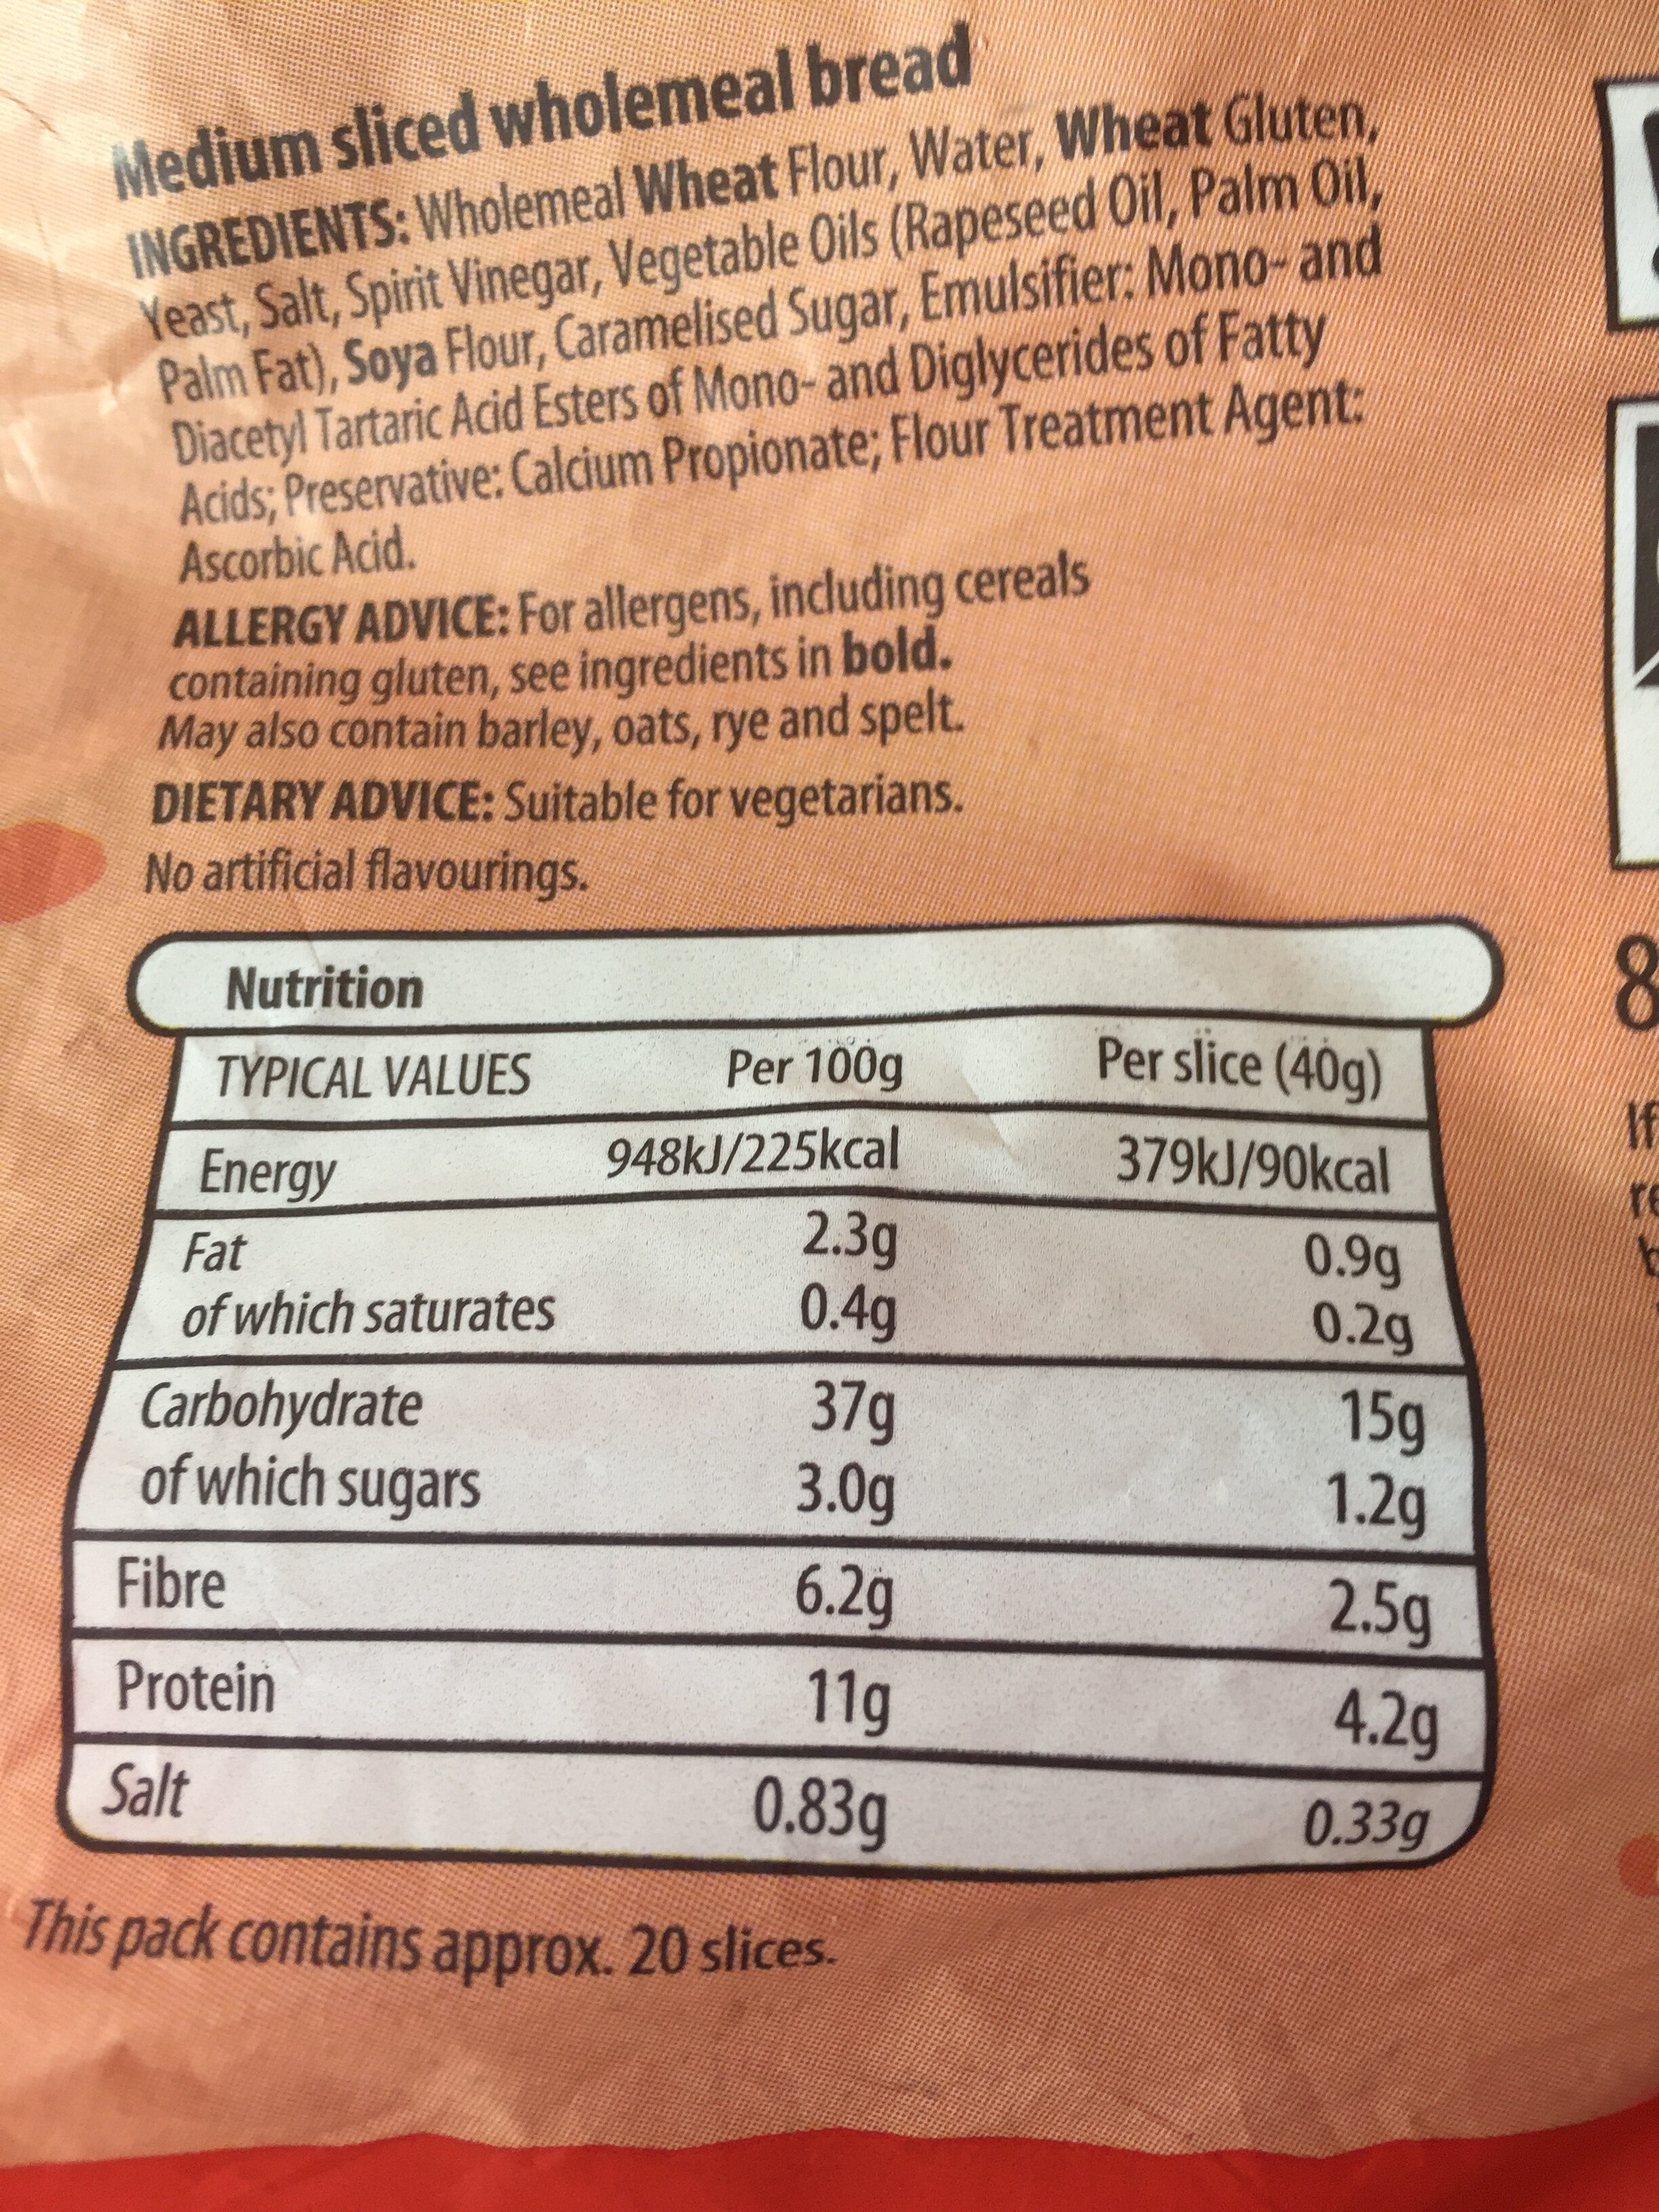 Medium sliced wholemeal bread
INGREDIENTS: Wholemeal Wheat Flour, Water, Wheat Gluten,
Yeast, Salt, Spirit Vinegar, Vegetable Oils (Rapeseed Oil, Palm Oil,
Palm Fat), Soya Flour, Caramelised Sugar, Emulsifier: Mono- and
Diacetyl Tartaric Acid Esters of Mono- and Diglycerides of Fatty
Acids; Preservative: Calcium Propionate; Flour Treatment Agent:
Ascorbic Acid.
ALLERGY ADVICE: For allergens, including cereals
containing gluten, see ingredients in bold.
May also contain barley, oats, rye and spelt.
DIETARY ADVICE: Suitable for vegetarians.
No artificial flavourings.
Nutrition
TYPICAL VALUES Per 100g Per slice (40g)
Energy 948kJ/225kcal 379kJ/90kcal
Fat 2.3g 0.9g
of which saturates 0.4g 0.2g
Carbohydrate 37g 15g
of which sugars 3.0g 1.2g
Fibre 6.2g 2.5g
Protein 11g 4.2g
Salt 0.83g 0.33g
This pack contains approx. 20 slices.
8
If